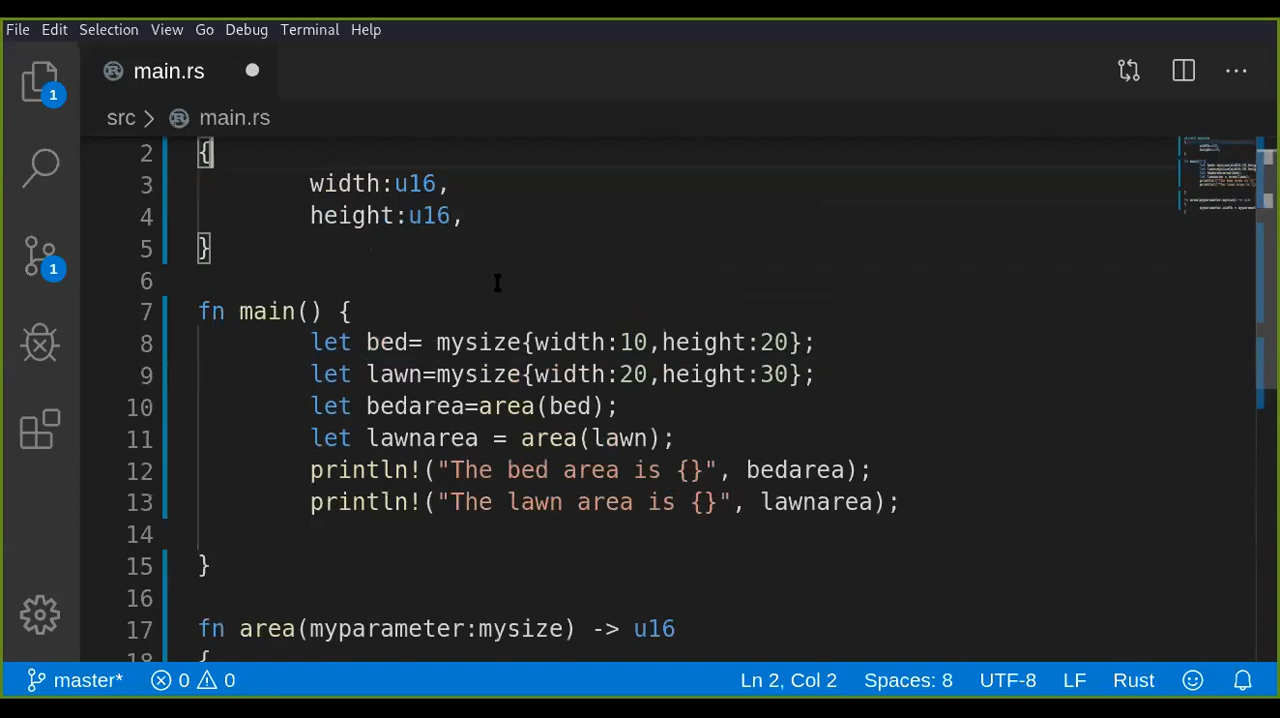 File Edit Selection View Go Debug Terminal Help
main.rs
1
src > main.rs
2 {
3 width:u16,
4 height:u16,
5 }
6
7 fn main() {
8 let bed= mysize{width:10,height:20};
9 let lawn=mysize{width:20,height:30};
10 let bedarea=area(bed);
11 let lawnarea = area(lawn);
12 println!("The bed area is {}", bedarea);
13 println!("The lawn area is {}", lawnarea);
14
15 }
16
17 fn area(myparameter:mysize) -> u16
18 {
1
master* 0 0 Ln 2, Col 2 Spaces: 8 UTF-8 LF Rust